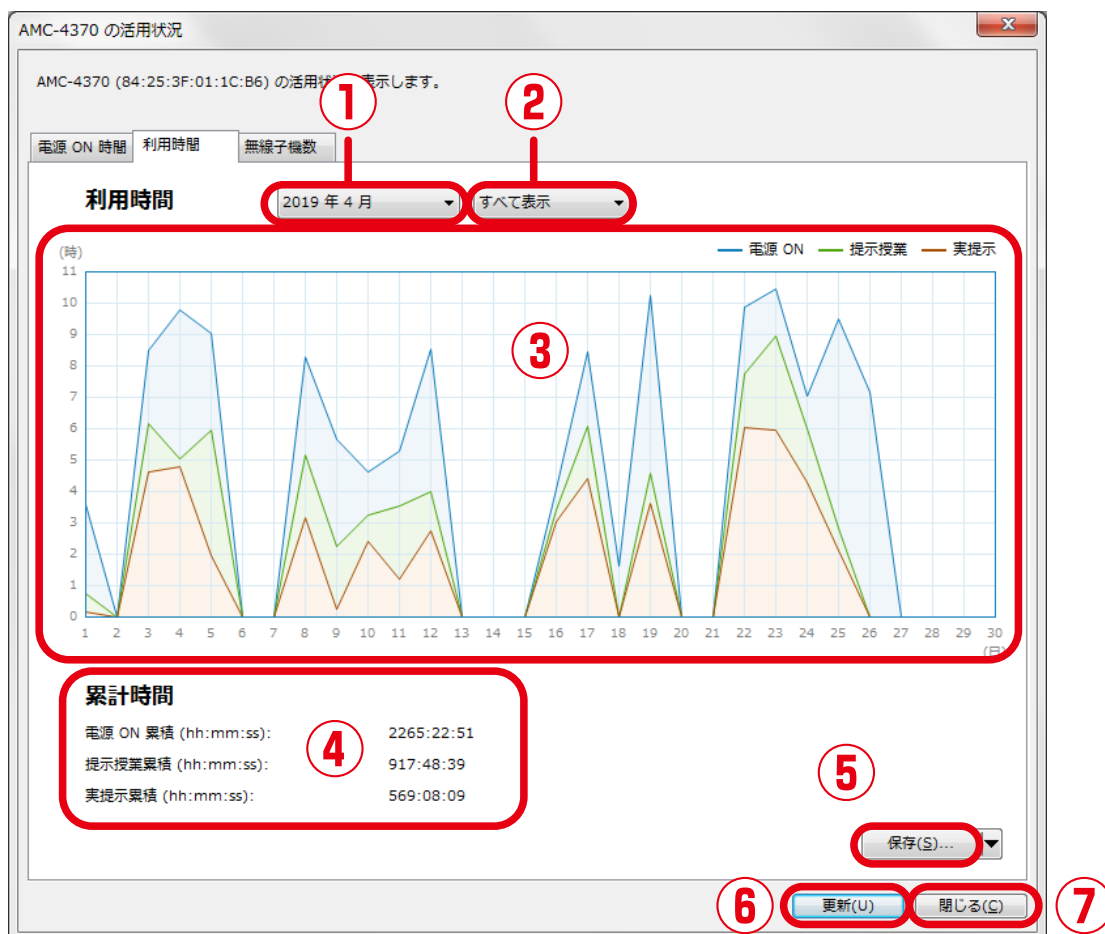 AMC-4370 の活用状況
AMC-4370 (84:25:3F:01:1C:B6) の活用状 表示します。
① ②
電源 ON 時間 利用時間 無線子機数
利用時間 2019 年 4 月 すべて表示
(時) 電源 ON 提示授業 実提示
11
10
9
③
8
7
6
5
4
3
2
1
0
1 2 3 4 5 6 7 8 9 10 11 12 13 14 15 16 17 18 19 20 21 22 23 24 25 26 27 28 29 30
(日)
累計時間
電源 ON 累積 (hh:mm:ss): 2265:22:51
④
提示授業累積 (hh:mm:ss): 917:48:39
実提示累積 (hh:mm:ss): 569:08:09
⑤
保存(S)...
⑥ 更新(U) 閉じる(C) ⑦